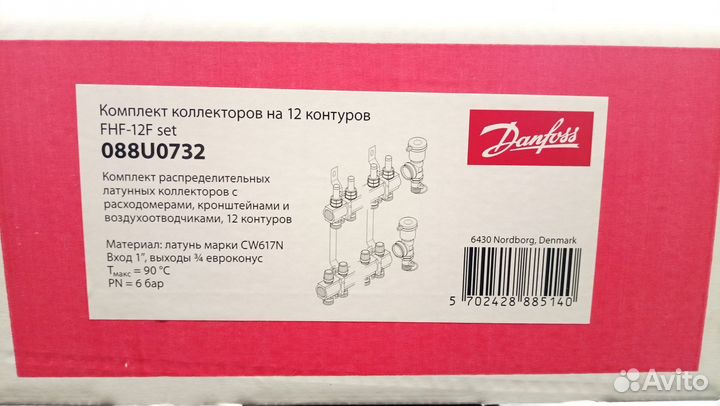 Комплект коллекторов на 12 контуров
FHF-12F set
088U0732
Комплект распределительных
латунных коллекторов с
расходомерами, кронштейнами и
воздухоотводчиками, 12 контуров
Материал: латунь марки CW617N
Вход 1”, выходы ¾ евроконус
Tмакс = 90 °C
PN = 6 бар
Danfoss
6430 Nordborg, Denmark
5 702428 885140
Avito